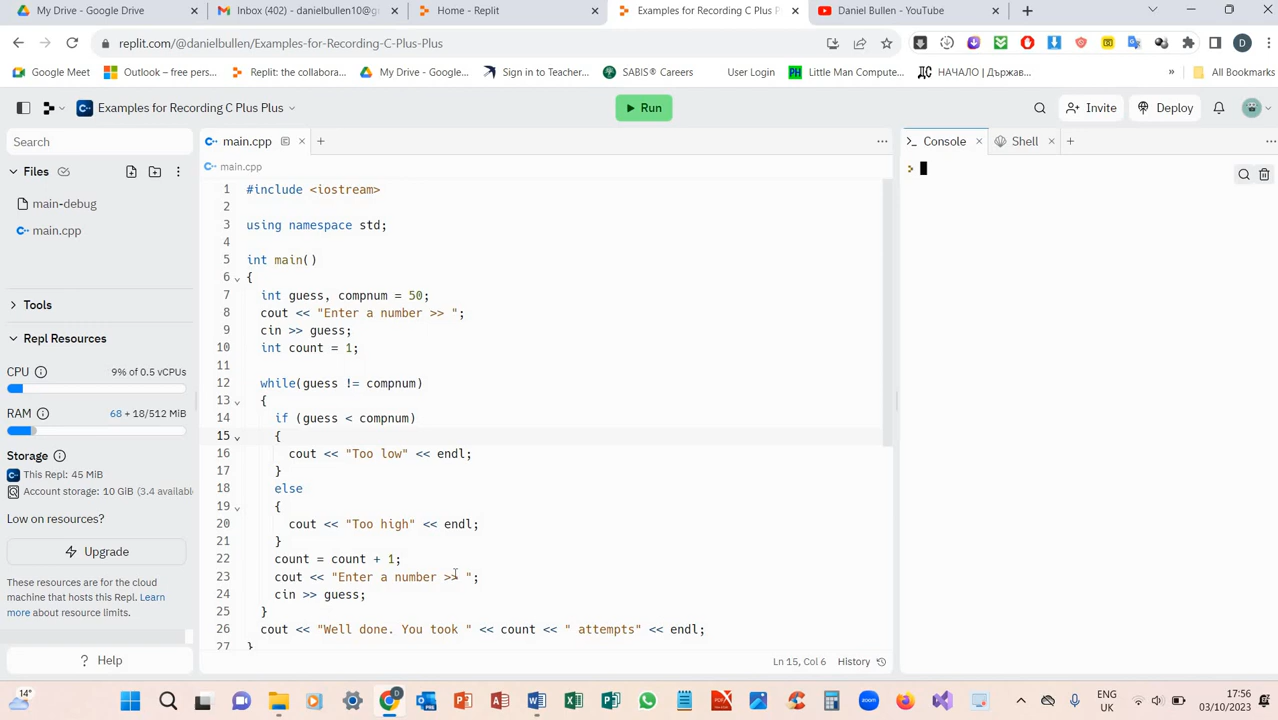 My Drive - Google Drive
Inbox (402) - danielbullen10@g
Home - Replit
Examples for Recording C Plus P
Daniel Bullen - YouTube
replit.com/@danielbullen/Examples-for-Recording-C-Plus-Plus
Google Meet
Outlook – free pers...
Replit: the collabora...
My Drive - Google...
Sign in to Teacher...
SABIS® Careers
User Login
Little Man Compute...
НАЧАЛО | Държав...
»
All Bookmarks
Examples for Recording C Plus Plus
Run
Invite
Deploy
Search
main.cpp
Console
Shell
main.cpp
Files
main-debug
main.cpp
Tools
Repl Resources
CPU 9% of 0.5 vCPUs
RAM 68 + 18/512 MiB
Storage
This Repl: 45 MiB
Account storage: 10 GiB (3.4 availabl
Low on resources?
Upgrade
These resources are for the cloud
machine that hosts this Repl. Learn
more about resource limits.
Help
1 #include <iostream>
2
3 using namespace std;
4
5 int main()
6 {
7 int guess, compnum = 50;
8 cout << "Enter a number >> ";
9 cin >> guess;
10 int count = 1;
11
12 while(guess != compnum)
13 {
14 if (guess < compnum)
15 {
16 cout << "Too low" << endl;
17 }
18 else
19 {
20 cout << "Too high" << endl;
21 }
22 count = count + 1;
23 cout << "Enter a number >> ";
24 cin >> guess;
25 }
26 cout << "Well done. You took " << count << " attempts" << endl;
27 }
Ln 15, Col 6 History
14°
ENG
UK
17:56
03/10/2023